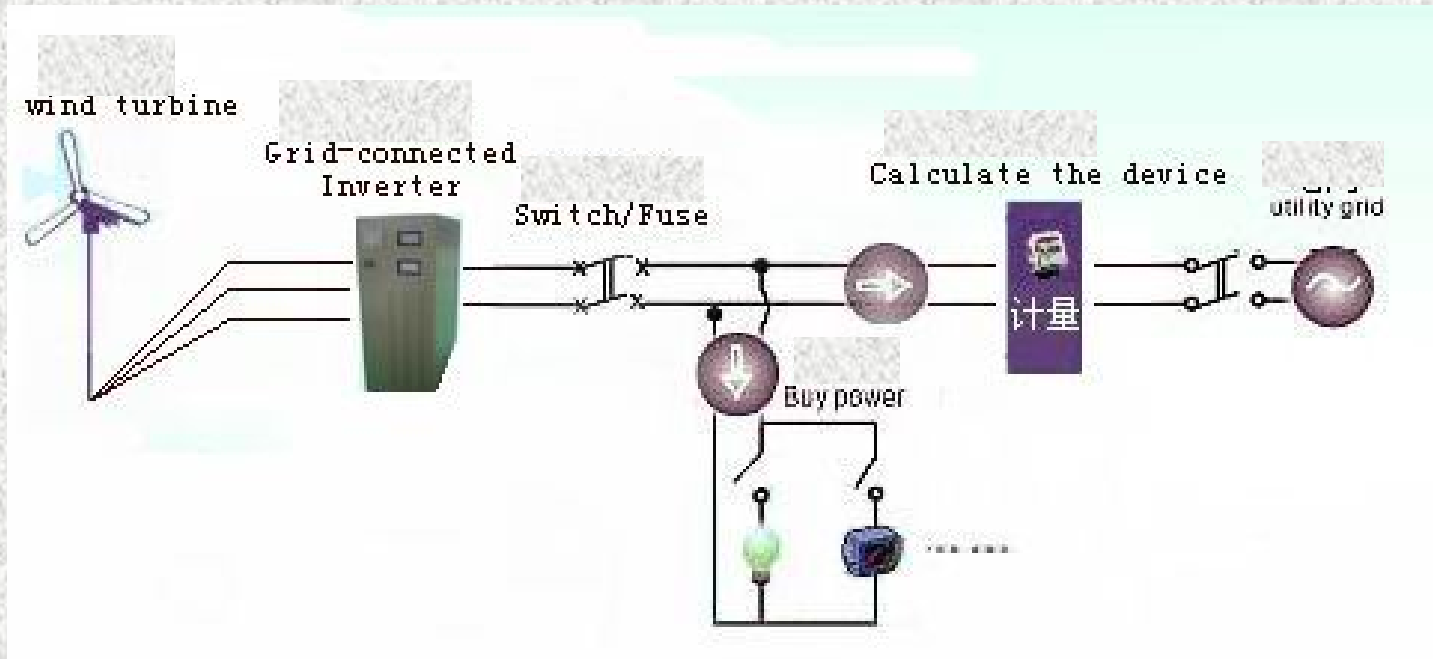 wind turbine
Grid-connected
Inverter
Switch/Fuse
Calculate the device
utility grid
计量
Buy power